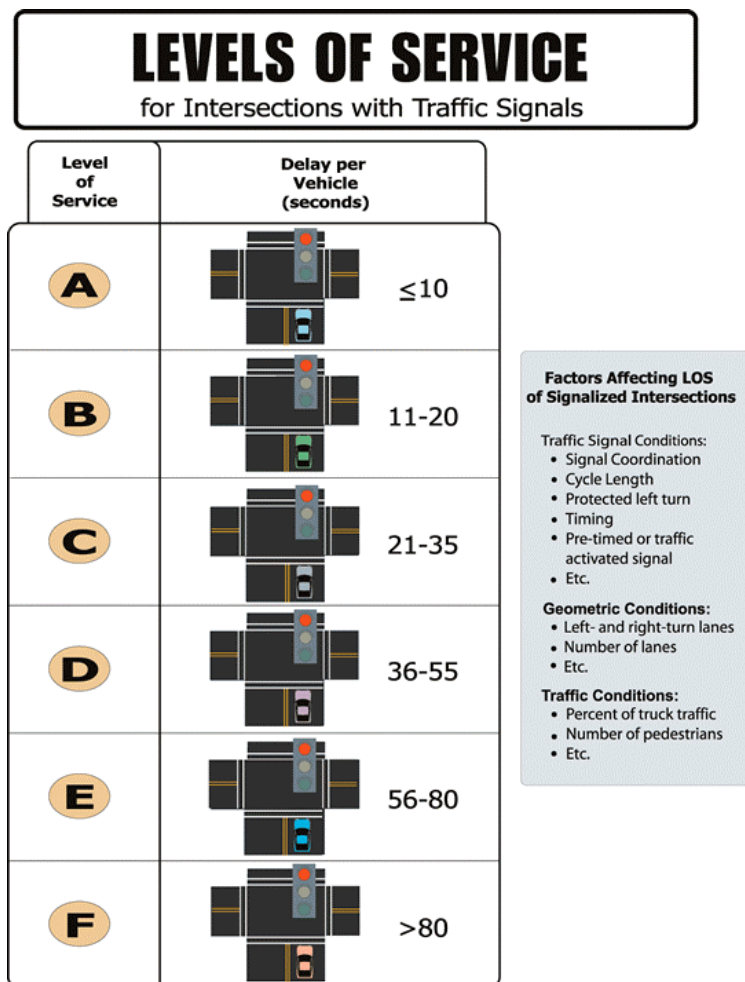 LEVELS OF SERVICE
for Intersections with Traffic Signals
Level
of
Service
Delay per
Vehicle
(seconds)
A
≤10
B
11-20
C
21-35
D
36-55
E
56-80
F
>80
Factors Affecting LOS
of Signalized Intersections
Traffic Signal Conditions:
• Signal Coordination
• Cycle Length
• Protected left turn
• Timing
• Pre-timed or traffic
activated signal
• Etc.
Geometric Conditions:
• Left- and right-turn lanes
• Number of lanes
• Etc.
Traffic Conditions:
• Percent of truck traffic
• Number of pedestrians
• Etc.